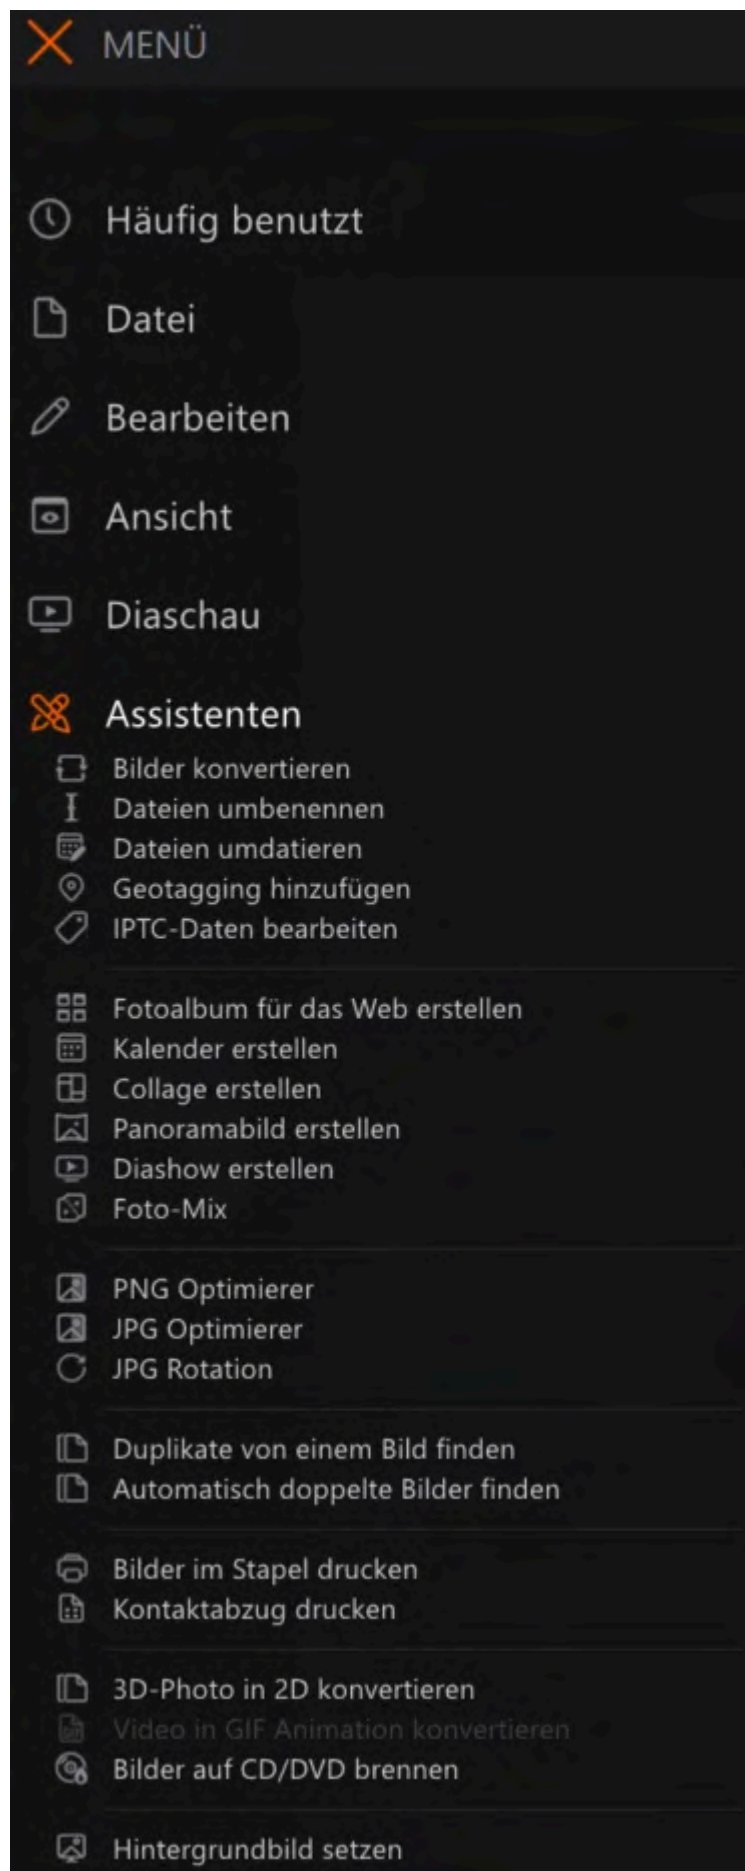 MENÜ
Häufig benutzt
Datei
Bearbeiten
Ansicht
Diaschau
Assistenten
Bilder konvertieren
Dateien umbenennen
Dateien umdatieren
Geotagging hinzufügen
IPTC-Daten bearbeiten
Fotoalbum für das Web erstellen
Kalender erstellen
Collage erstellen
Panoramabild erstellen
Diashow erstellen
Foto-Mix
PNG Optimierer
JPG Optimierer
JPG Rotation
Duplikate von einem Bild finden
Automatisch doppelte Bilder finden
Bilder im Stapel drucken
Kontaktabzug drucken
3D-Photo in 2D konvertieren
Video in GIF Animation konvertieren
Bilder auf CD/DVD brennen
Hintergrundbild setzen